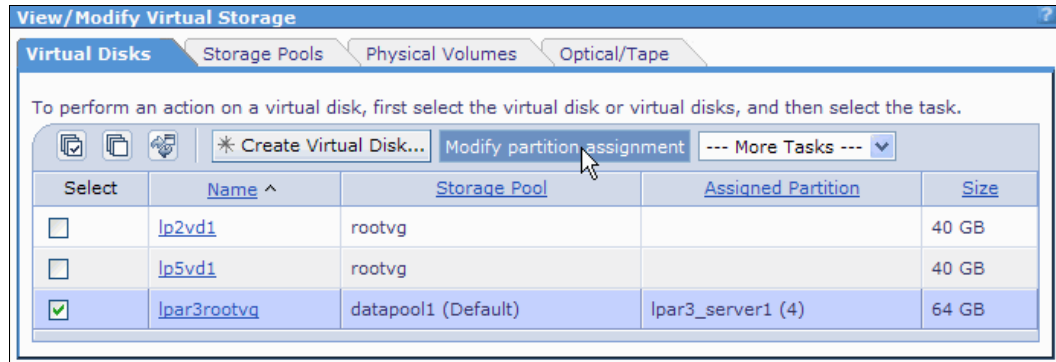 View/Modify Virtual Storage ?
Virtual Disks Storage Pools Physical Volumes Optical/Tape
To perform an action on a virtual disk, first select the virtual disk or virtual disks, and then select the task.
Create Virtual Disk... Modify partition assignment --- More Tasks ---
Select Name ^ Storage Pool Assigned Partition Size
lp2vd1 rootvg 40 GB
lp5vd1 rootvg 40 GB
lpar3rootvg datapool1 (Default) lpar3_server1 (4) 64 GB